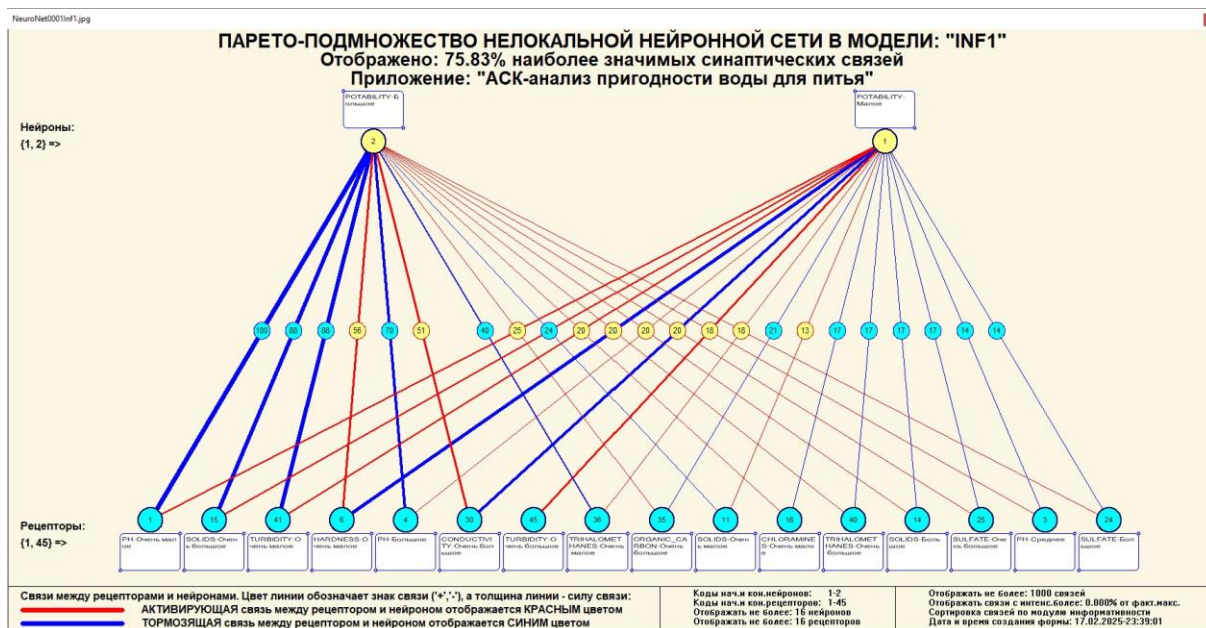 NeuroNet0001Inf1.jpg
ПАРЕТО-ПОДМНОЖЕСТВО НЕЛОКАЛЬНОЙ НЕЙРОННОЙ СЕТИ В МОДЕЛИ: "INF1"
Отображено: 75.83% наиболее значимых синаптических связей
Приложение: "АСК-анализ пригодности воды для питья"
POTABILITY-Б
ольшое
POTABILITY-
Малое
Нейроны:
{1, 2} =>
2
1
100
88
88
56
78
51
40
25
24
20
20
20
20
18
18
21
13
17
17
17
17
14
14
Рецепторы:
{1, 45} =>
1
15
41
6
4
30
45
36
35
11
16
40
14
25
3
24
PH-Очень мал
ое
SOLIDS-Очен
ь большое
TURBIDITY-О
чень малое
HARDNESS-О
чень малое
PH-Большое
CONDUCTIVI
TY-Очень бол
ьшое
TURBIDITY-О
чень большое
TRIHALOMET
HANES-Очень
малое
ORGANIC_CA
RBON-Очень
большое
SOLIDS-Очен
ь малое
CHLORAMINE
S-Очень мало
е
TRIHALOMET
HANES-Очень
большое
SOLIDS-Боль
шое
SULFATE-Оче
нь большое
PH-Среднее
SULFATE-Бол
ьшое
Связи между рецепторами и нейронами. Цвет линии обозначает знак связи ('+','-'), а толщина линии - силу связи:
АКТИВИРУЮЩАЯ связь между рецептором и нейроном отображается КРАСНЫМ цветом
ТОРМОЗЯЩАЯ связь между рецептором и нейроном отображается СИНИМ цветом
Коды нач.и кон.нейронов: 1-2
Коды нач.и кон.рецепторов: 1-45
Отображать не более: 16 нейронов
Отображать не более: 16 рецепторов
Отображать не более: 1000 связей
Отображать связи с интенс.более: 0.000% от факт.макс.
Сортировка связей по модулю информативности
Дата и время создания формы: 17.02.2025-23:39:01